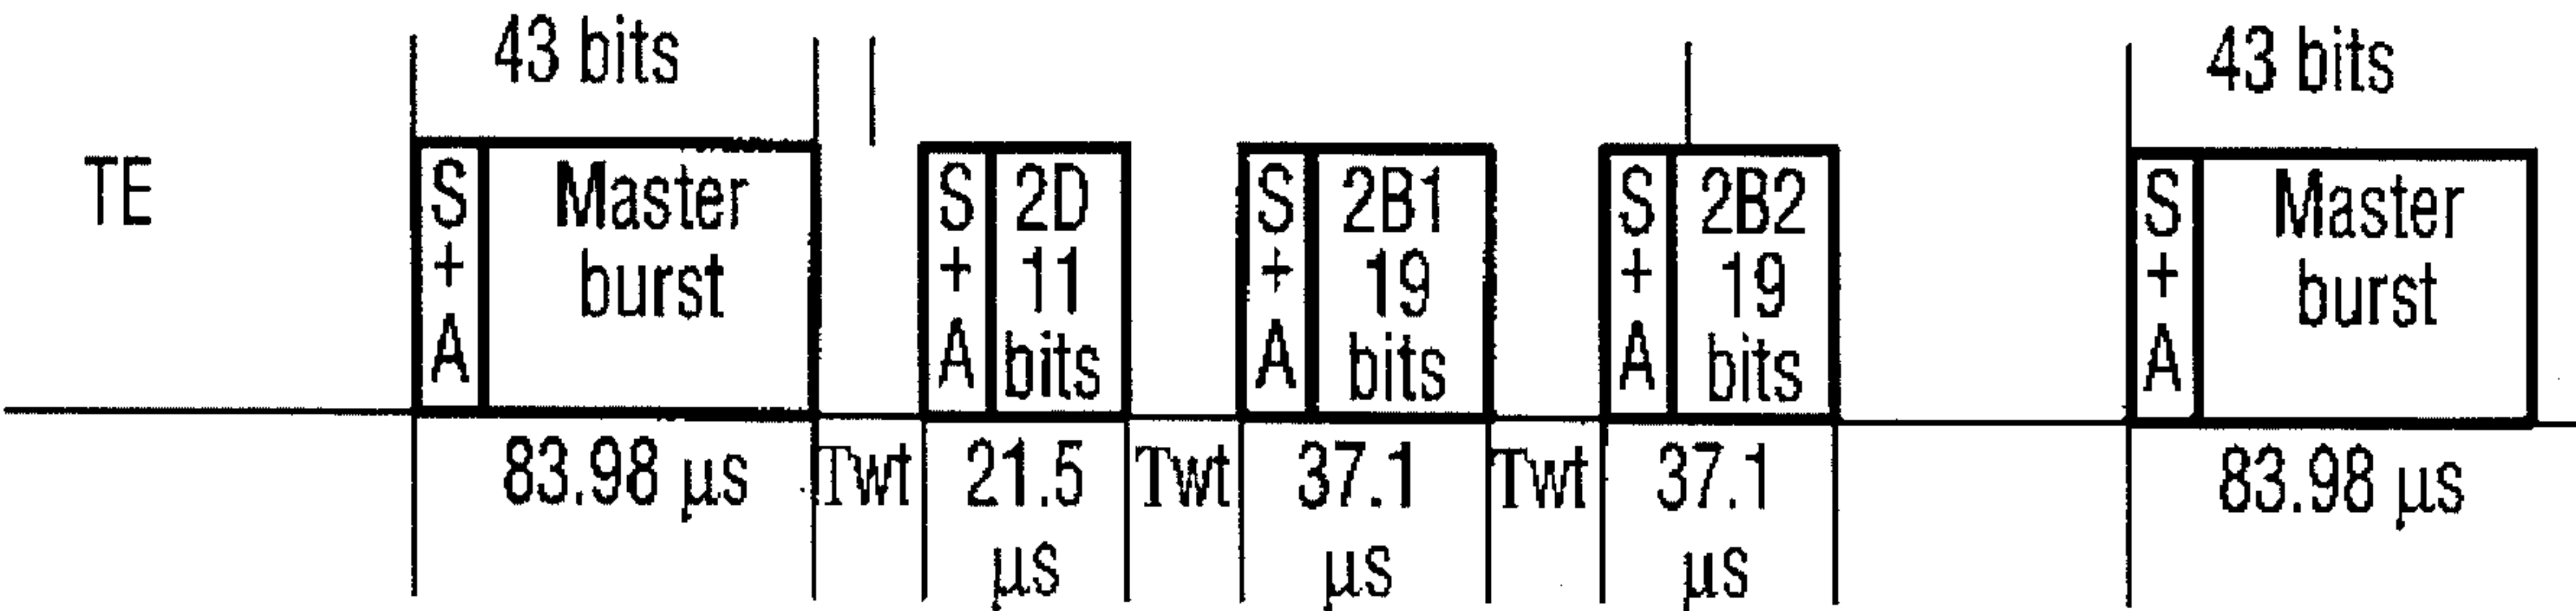 43 bits
43 bits
TE
S
+
A
Master
burst
S
+
A
2D
11
bits
S
+
A
2B1
19
bits
S
+
A
2B2
19
bits
S
+
A
Master
burst
83.98 µs
Twt
21.5
µs
Twt
37.1
µs
Twt
37.1
µs
83.98 µs